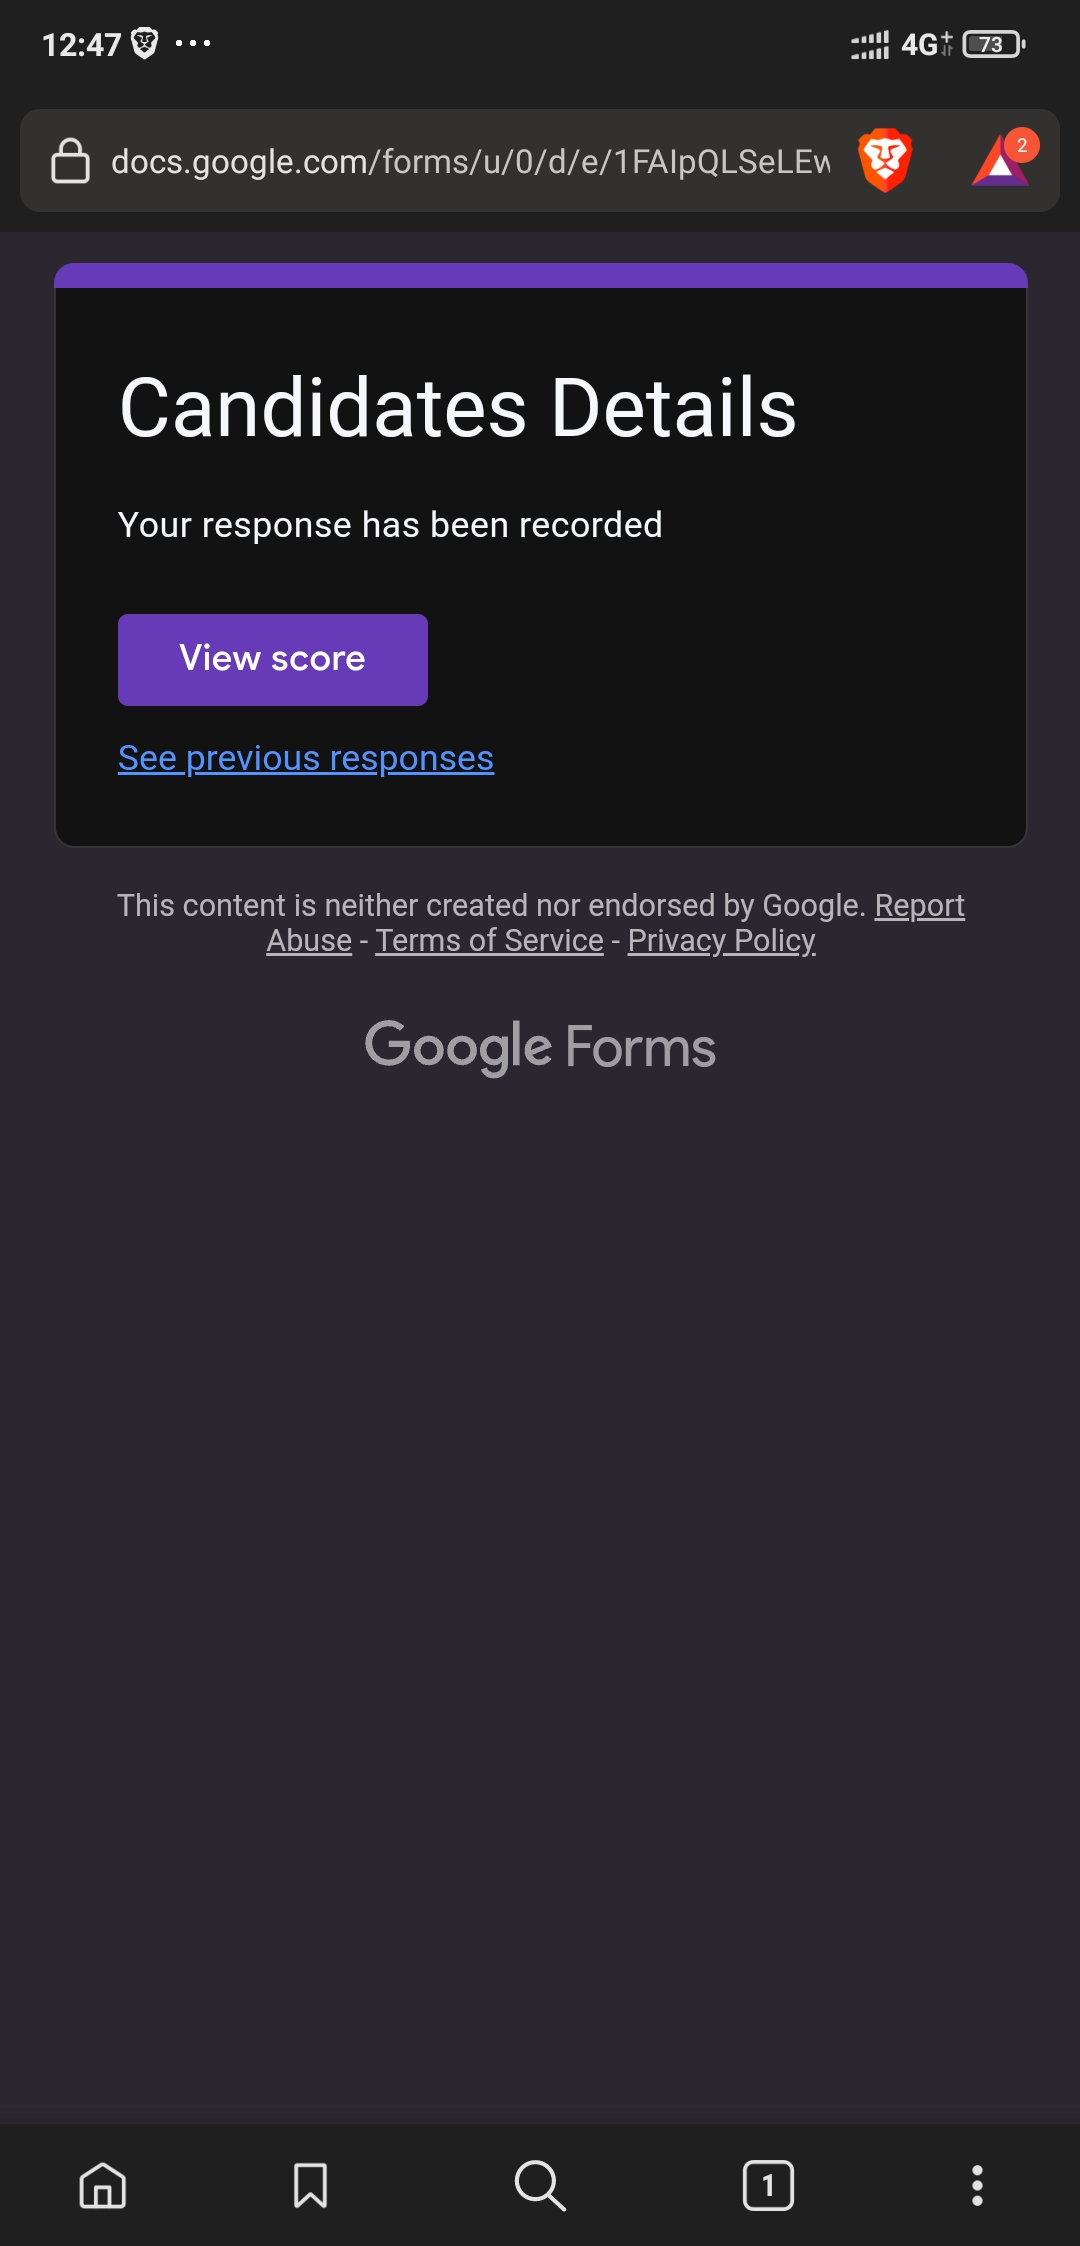 12:47 ... 4G+ 73
docs.google.com/forms/u/0/d/e/1FAIpQLSeLEw
2
Candidates Details
Your response has been recorded
View score
See previous responses
This content is neither created nor endorsed by Google. Report
Abuse - Terms of Service - Privacy Policy
Google Forms
1